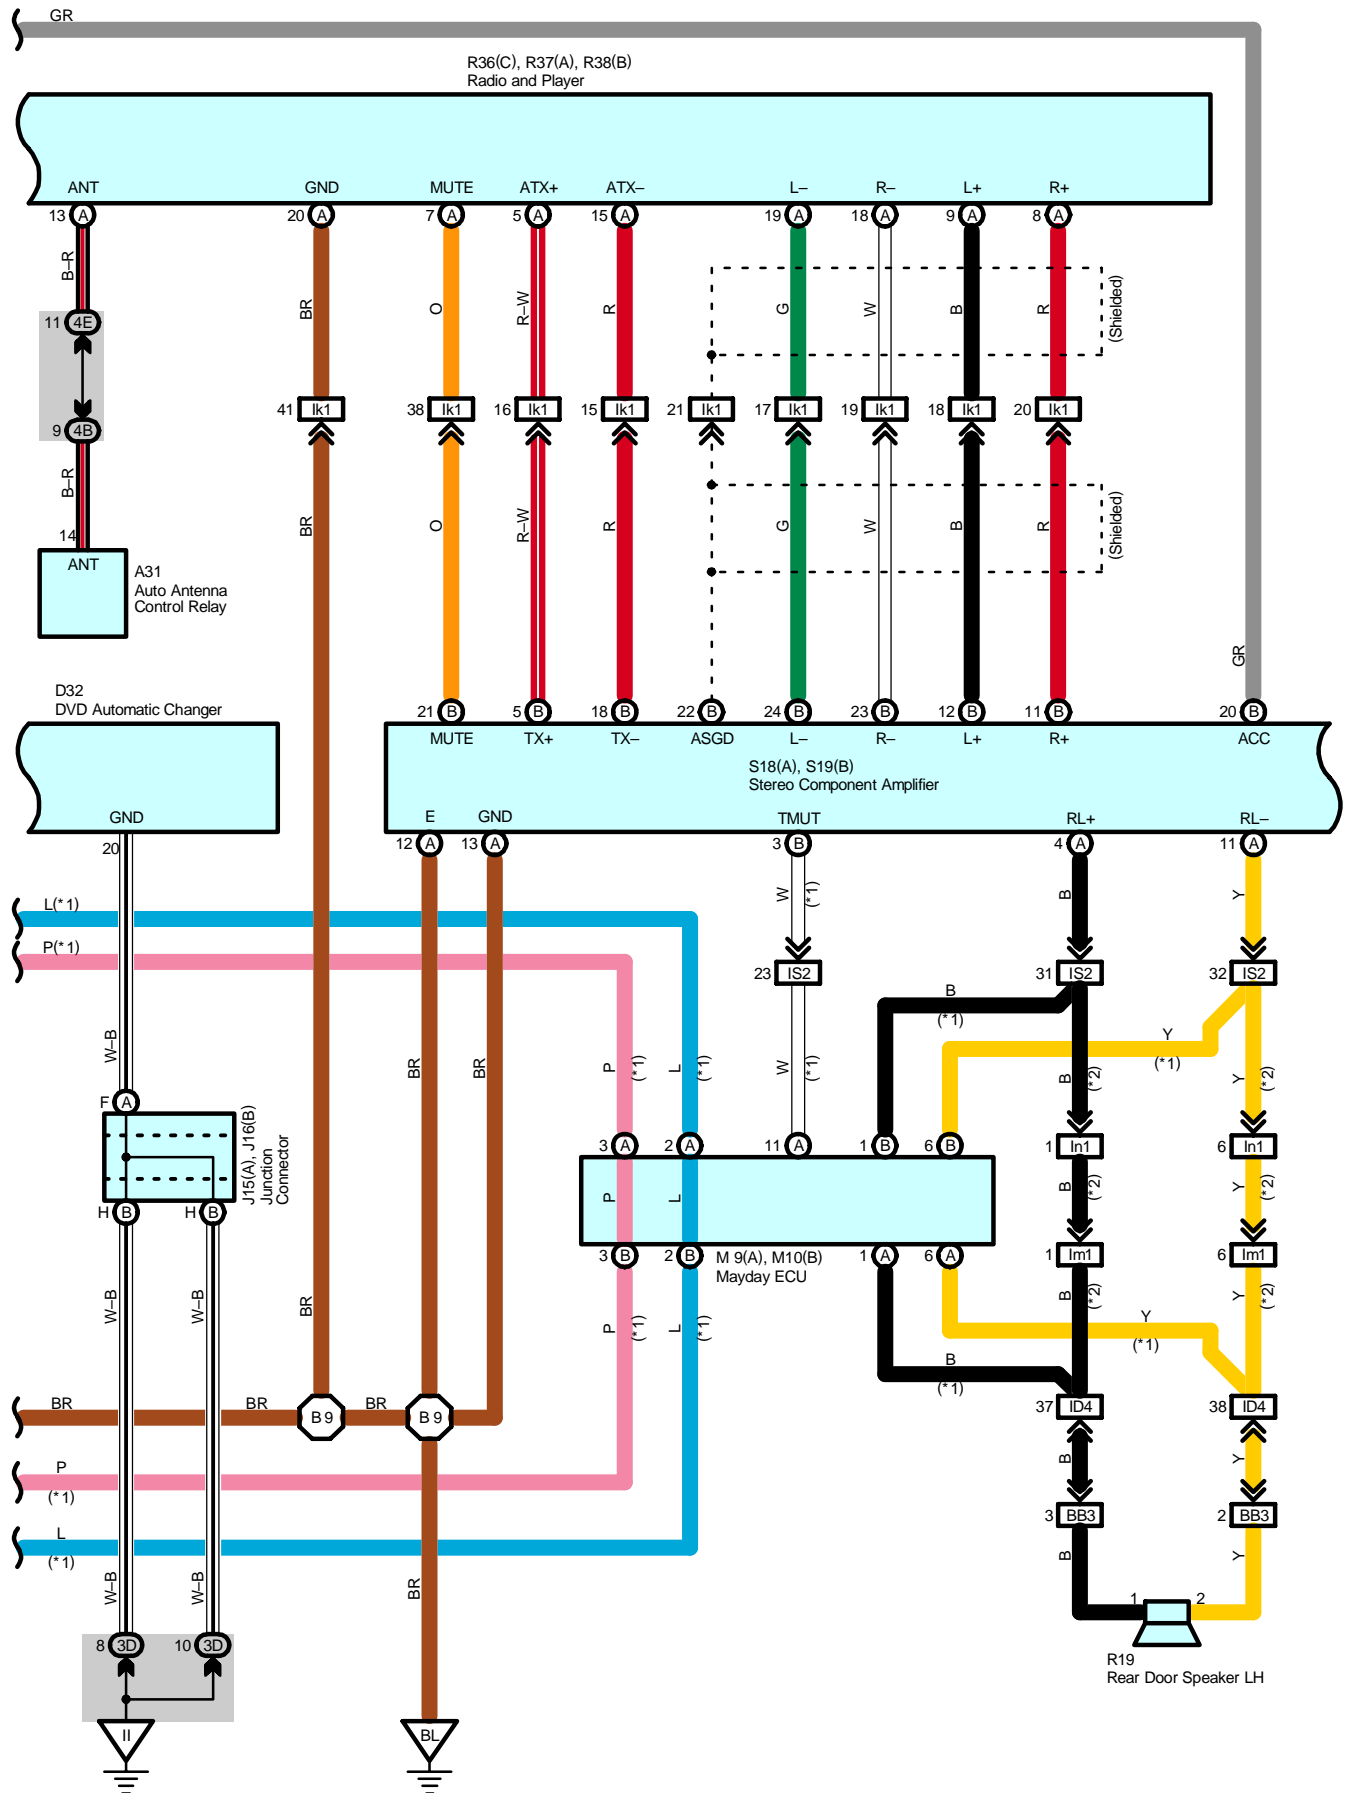 GR
R36(C), R37(A), R38(B)
Radio and Player
ANT GND MUTE ATX+ ATX– L– R– L+ R+
13 A 20 A 7 A 5 A 15 A 19 A 18 A 9 A 8 A
B–R BR O R–W R G W B R (Shielded)
11 4E
41 Ik1 38 Ik1 16 Ik1 15 Ik1 21 Ik1 17 Ik1 19 Ik1 18 Ik1 20 Ik1
9 4B
B–R BR O R–W R G W B R (Shielded)
14
ANT
A31
Auto Antenna
Control Relay
GR
D32
DVD Automatic Changer
21 B 5 B 18 B 22 B 24 B 23 B 12 B 11 B 20 B
MUTE TX+ TX– ASGD L– R– L+ R+ ACC
S18(A), S19(B)
Stereo Component Amplifier
GND E GND TMUT RL+ RL–
20 12 A 13 A 3 B 4 A 11 A
W (*1) B Y
L(*1)
P(*1)
23 IS2 31 IS2 32 IS2
B
(*1)
Y
(*1)
W–B BR BR P (*1) L (*1) W (*1) B (*2) Y (*2)
F A
J15(A), J16(B)
Junction
Connector
3 A 2 A 11 A 1 B 6 B 1 In1 6 In1
P L B (*2) Y (*2)
H B H B
3 B 2 B 1 A 6 A 1 Im1 6 Im1
M 9(A), M10(B)
Mayday ECU
W–B W–B BR P (*1) L (*1) B (*2) Y (*2)
Y
(*1)
B
(*1)
BR BR B 9 BR B 9 37 ID4 38 ID4
P
(*1)
B Y
3 BB3 2 BB3
L
(*1)
W–B W–B BR B Y
1 2
8 3D 10 3D
R19
Rear Door Speaker LH
II BL